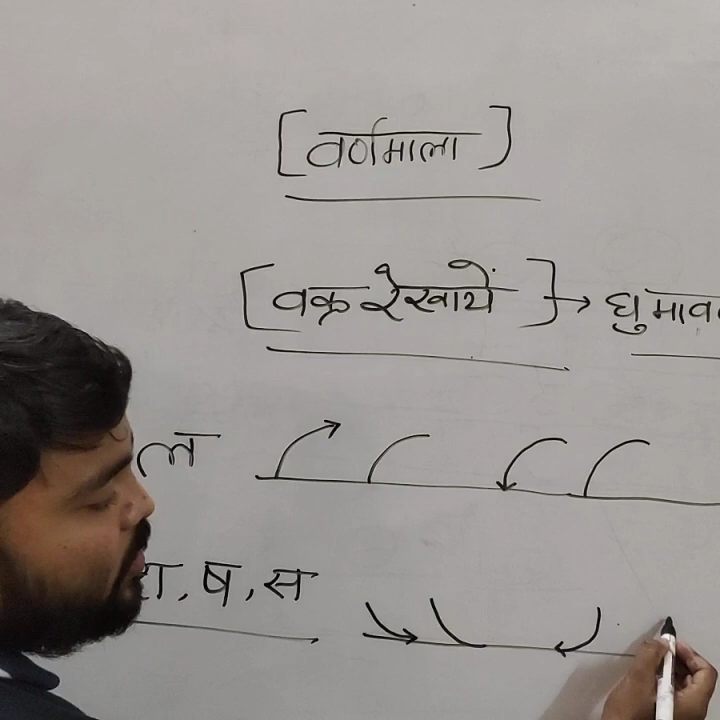 [वर्णमाला]
[वक्र रेखायें] → घुमाव
ल
, ष, स